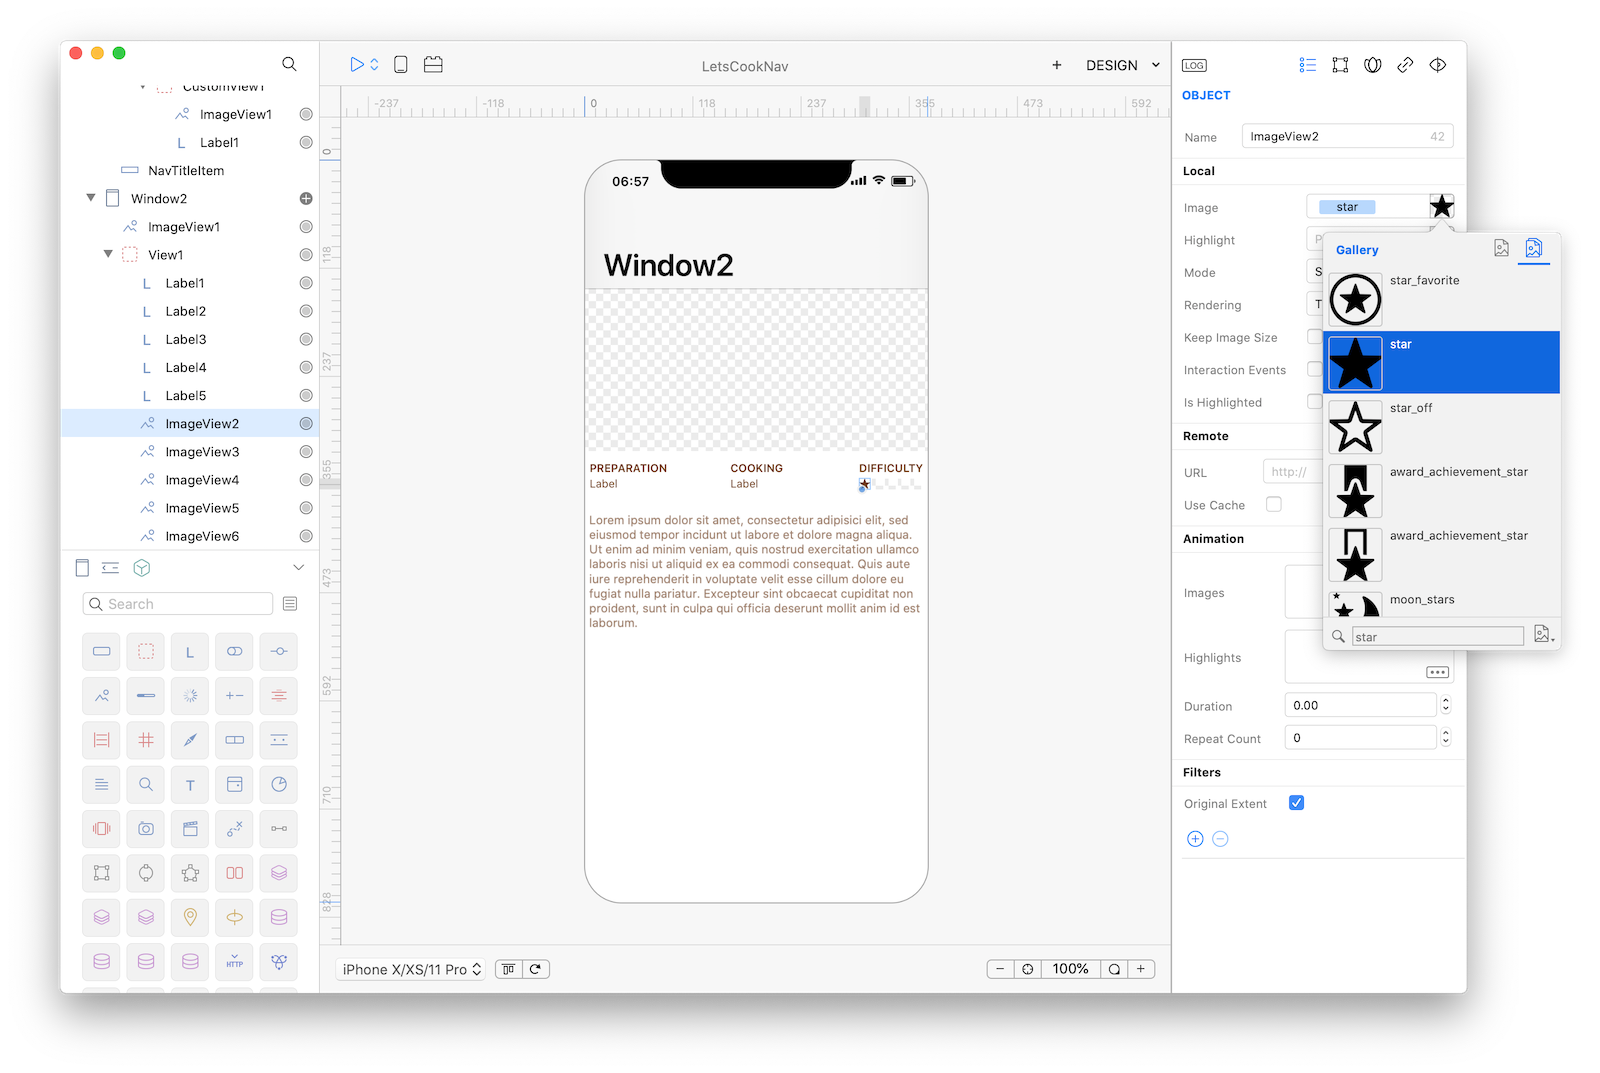 LetsCookNav
DESIGN
LOG
CustomView1
ImageView1
Label1
NavTitleItem
Window2
ImageView1
View1
Label1
Label2
Label3
Label4
Label5
ImageView2
ImageView3
ImageView4
ImageView5
ImageView6
Search
L
T
HTTP
-237 -118 0 118 237 355 473 592
0
118
237
355
473
592
710
828
06:57
Window2
PREPARATION COOKING DIFFICULTY
Label Label
Lorem ipsum dolor sit amet, consectetur adipisici elit, sed
eiusmod tempor incidunt ut labore et dolore magna aliqua.
Ut enim ad minim veniam, quis nostrud exercitation ullamco
laboris nisi ut aliquid ex ea commodi consequat. Quis aute
iure reprehenderit in voluptate velit esse cillum dolore eu
fugiat nulla pariatur. Excepteur sint obcaecat cupiditat non
proident, sunt in culpa qui officia deserunt mollit anim id est
laborum.
iPhone X/XS/11 Pro
100%
OBJECT
Name ImageView2 42
Local
Image star
Highlight
Mode
Rendering
Keep Image Size
Interaction Events
Is Highlighted
Remote
URL http://
Use Cache
Animation
Images
Highlights
Duration 0.00
Repeat Count 0
Filters
Original Extent
Gallery
star_favorite
star
star_off
award_achievement_star
award_achievement_star
moon_stars
star